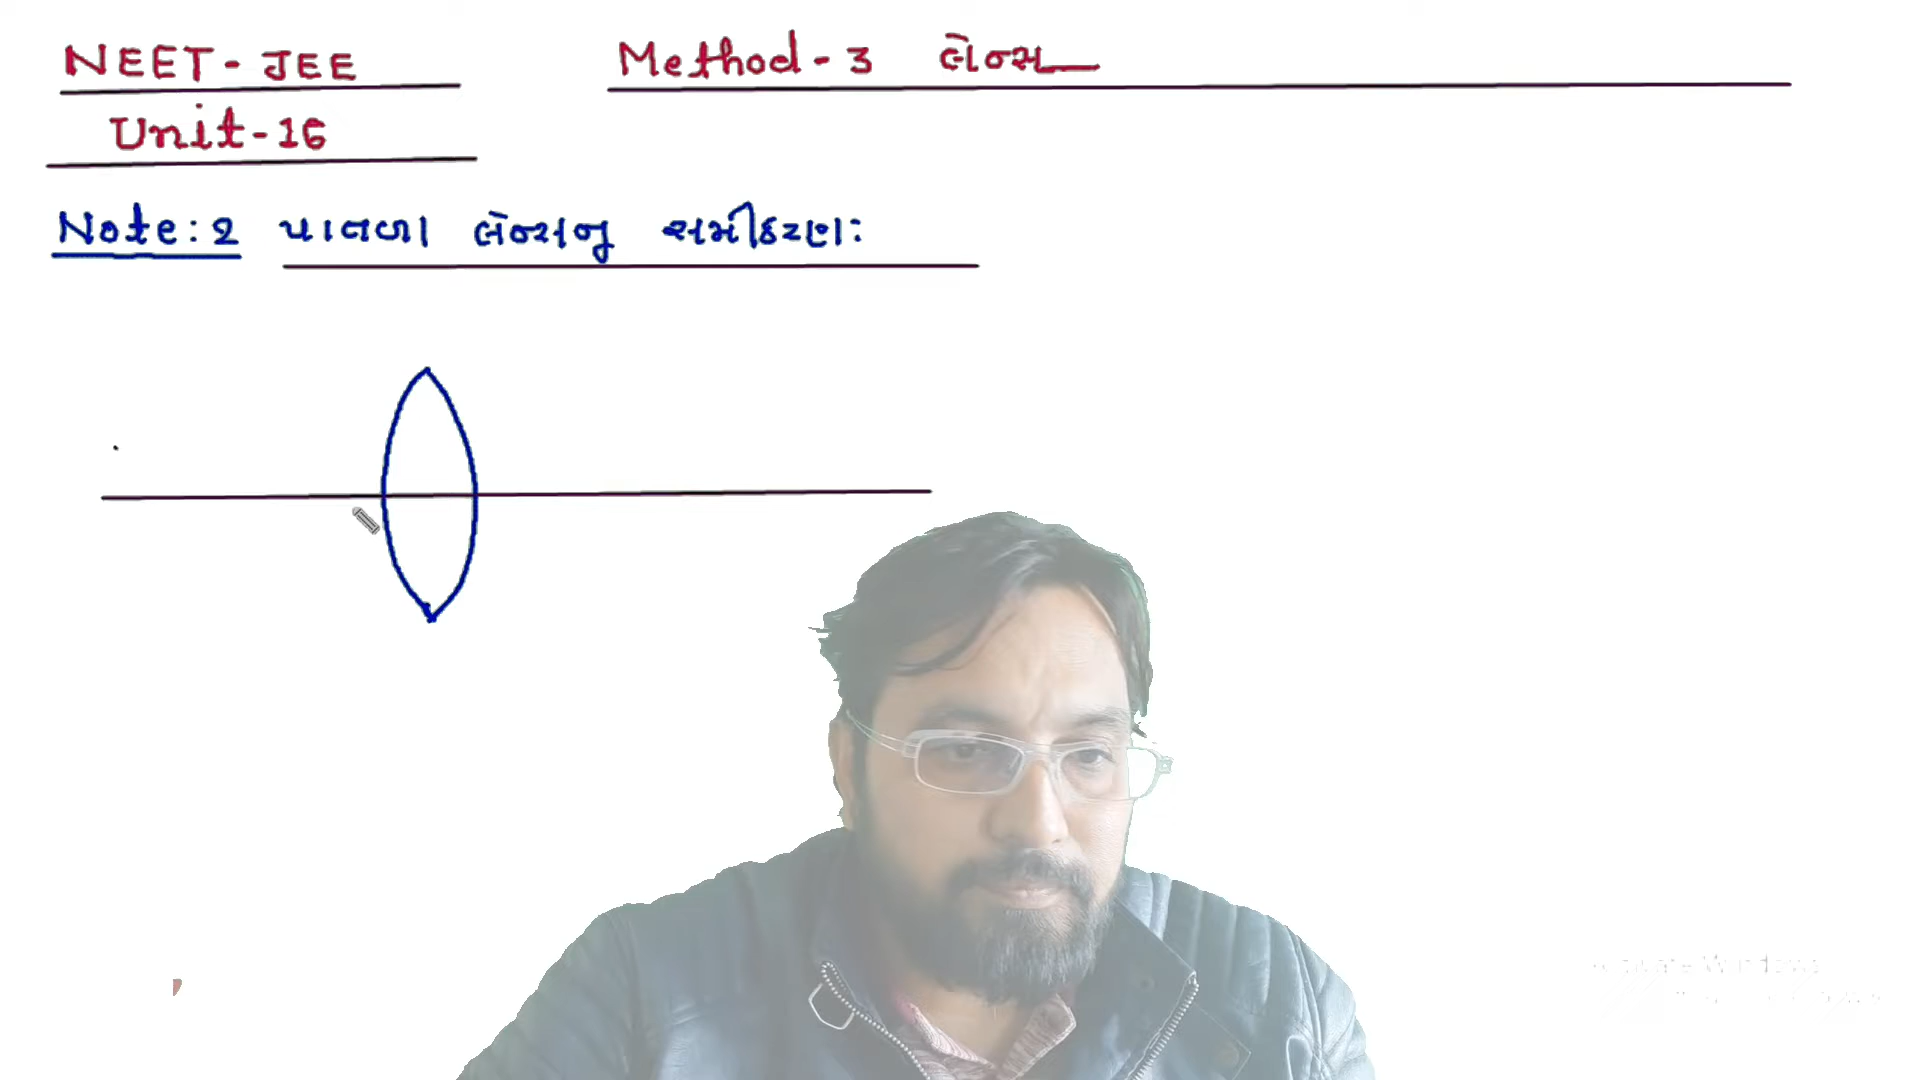 NEET - JEE
Method - 3 લેન્સ
Unit - 16
Note : 2 પાતળા લેન્સનુ સમીકરણ :